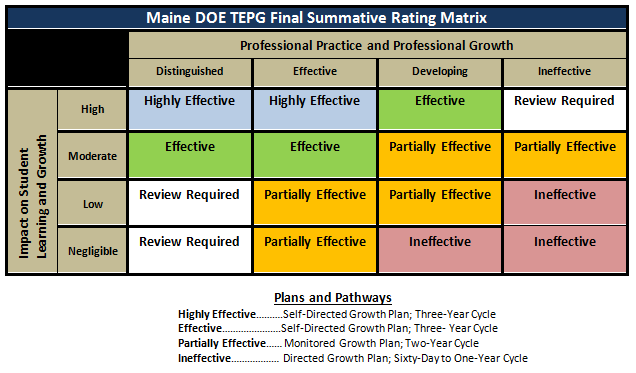 Maine DOE TEPG Final Summative Rating Matrix
Professional Practice and Professional Growth
Distinguished Effective Developing Ineffective
Impact on Student
Learning and Growth
High Highly Effective Highly Effective Effective Review Required
Moderate Effective Effective Partially Effective Partially Effective
Low Review Required Partially Effective Partially Effective Ineffective
Negligible Review Required Partially Effective Ineffective Ineffective
Plans and Pathways
Highly Effective..........Self-Directed Growth Plan; Three-Year Cycle
Effective......................Self-Directed Growth Plan; Three- Year Cycle
Partially Effective...... Monitored Growth Plan; Two-Year Cycle
Ineffective.................. Directed Growth Plan; Sixty-Day to One-Year Cycle